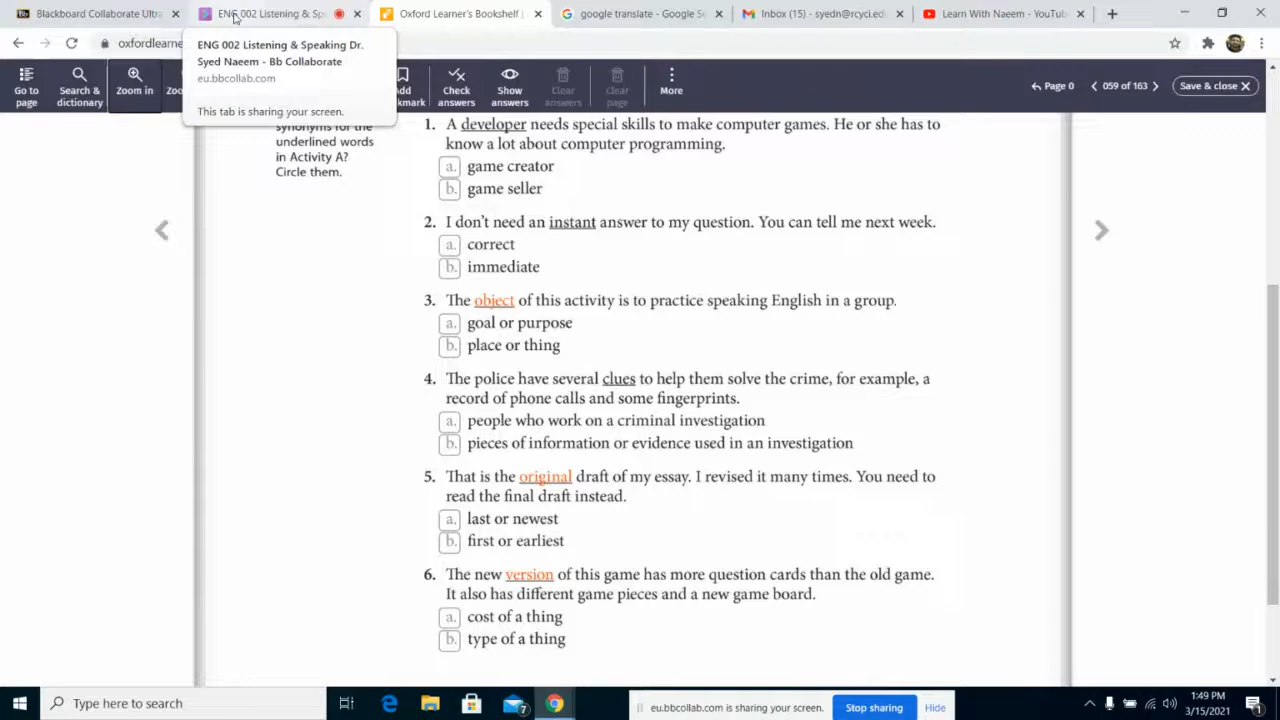 Blackboard Collaborate Ultra
ENG 002 Listening & Sp
Oxford Learner's Bookshelf |
google translate - Google S
Inbox (15) - syedn@rcyci.ed
Learn With Naeem - YouTub
oxfordlearne
ENG 002 Listening & Speaking Dr.
Syed Naeem - Bb Collaborate
eu.bbcollab.com
This tab is sharing your screen.
Go to
page
Search &
dictionary
Zoom in
Zoo
Add
okmark
Check
answers
Show
answers
Clear
answers
Clear
page
More
Page 0
059 of 163
Save & close
synonyms for the
underlined words
in Activity A?
Circle them.
1. A developer needs special skills to make computer games. He or she has to
know a lot about computer programming.
a. game creator
b. game seller
2. I don't need an instant answer to my question. You can tell me next week.
a. correct
b. immediate
3. The object of this activity is to practice speaking English in a group.
a. goal or purpose
b. place or thing
4. The police have several clues to help them solve the crime, for example, a
record of phone calls and some fingerprints.
a. people who work on a criminal investigation
b. pieces of information or evidence used in an investigation
5. That is the original draft of my essay. I revised it many times. You need to
read the final draft instead.
a. last or newest
b. first or earliest
6. The new version of this game has more question cards than the old game.
It also has different game pieces and a new game board.
a. cost of a thing
b. type of a thing
Type here to search
7
eu.bbcollab.com is sharing your screen.
Stop sharing
Hide
1:49 PM
3/15/2021